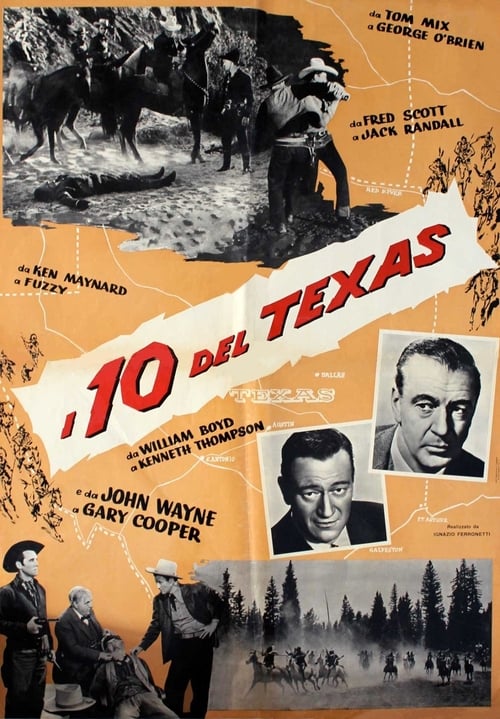 da TOM MIX
a GEORGE O'BRIEN
da FRED SCOTT
a JACK RANDALL
RED RIVER
da KEN MAYNARD
a FUZZY
i 10 DEL TEXAS
DALLAS
TEXAS
da WILLIAM BOYD
a KENNETH THOMPSON
AUSTIN
S. ANTONIO
e da JOHN WAYNE
a GARY COOPER
PT ARTHUR
Realizzato da
IGNAZIO FERRONETTI
GALVESTON